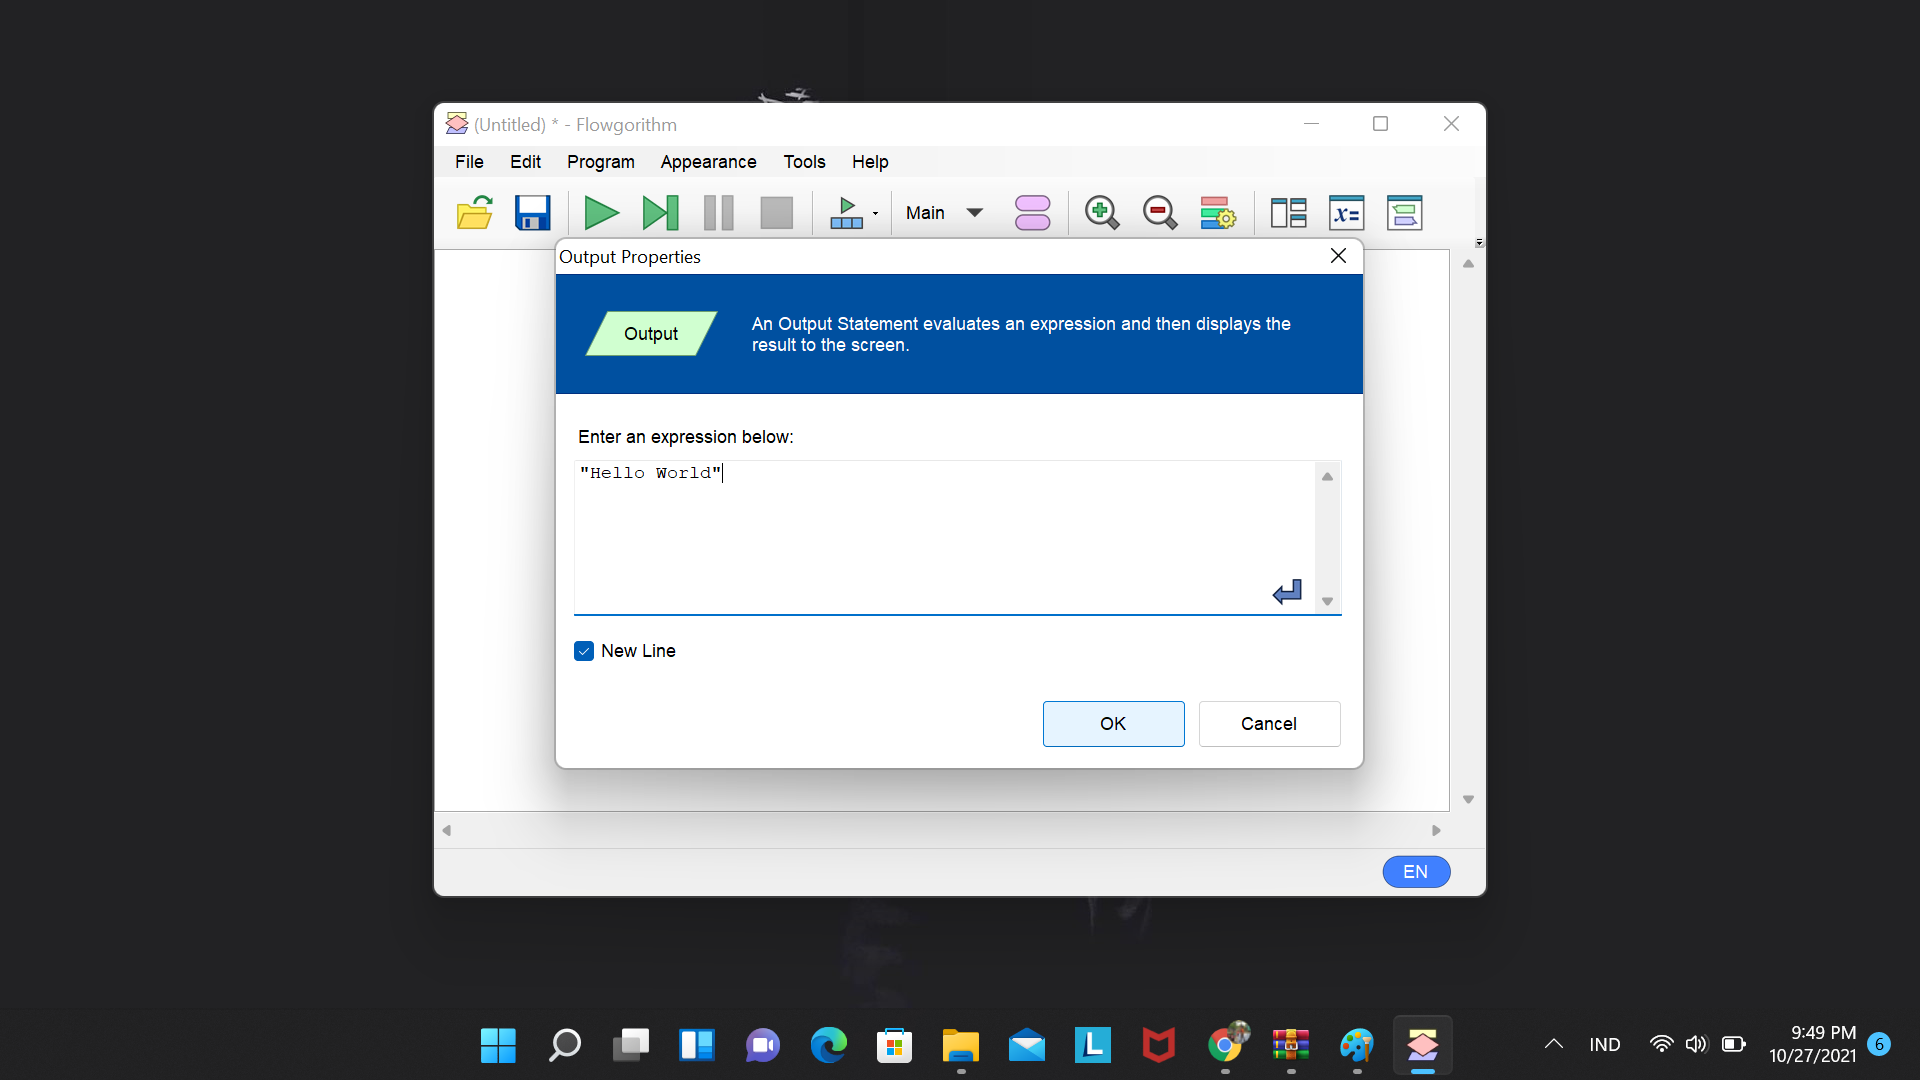 (Untitled) * - Flowgorithm
File Edit Program Appearance Tools Help
Main
x=
Output Properties
Output
An Output Statement evaluates an expression and then displays the
result to the screen.
Enter an expression below:
"Hello World"
New Line
OK Cancel
EN
L
IND
9:49 PM
10/27/2021
6